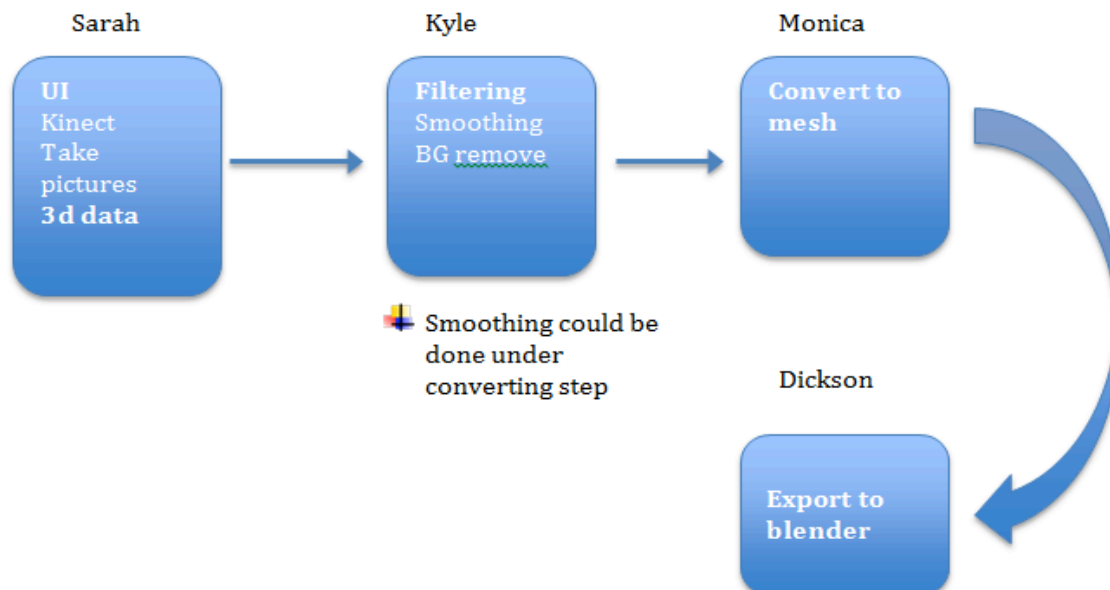 Sarah
UI
Kinect
Take
pictures
3d data
Kyle
Filtering
Smoothing
BG remove
Smoothing could be
done under
converting step
Monica
Convert to
mesh
Dickson
Export to
blender